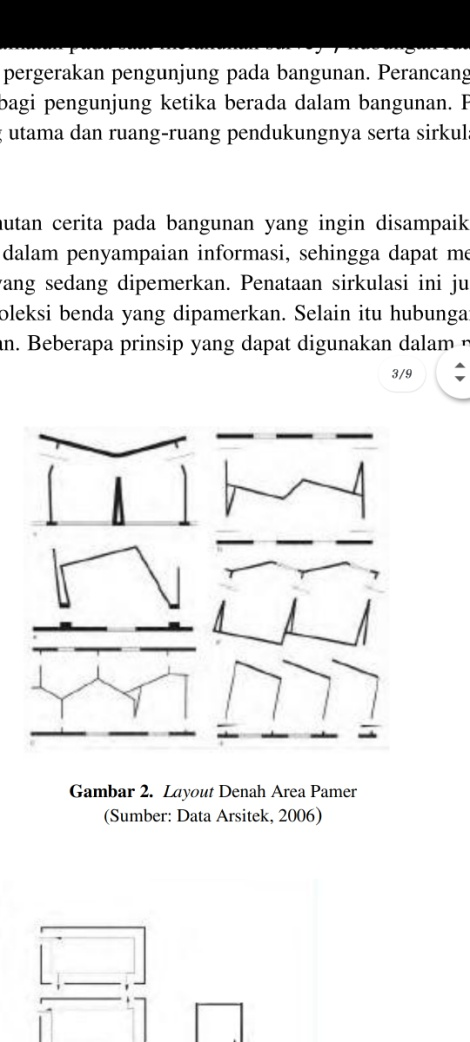 pergerakan pengunjung pada bangunan. Perancang
bagi pengunjung ketika berada dalam bangunan. P
utama dan ruang-ruang pendukungnya serta sirkul
utan cerita pada bangunan yang ingin disampaik
dalam penyampaian informasi, sehingga dapat me
yang sedang dipemerkan. Penataan sirkulasi ini ju
oleksi benda yang dipamerkan. Selain itu hubunga
an. Beberapa prinsip yang dapat digunakan dalam
3/9
Gambar 2. Layout Denah Area Pamer
(Sumber: Data Arsitek, 2006)